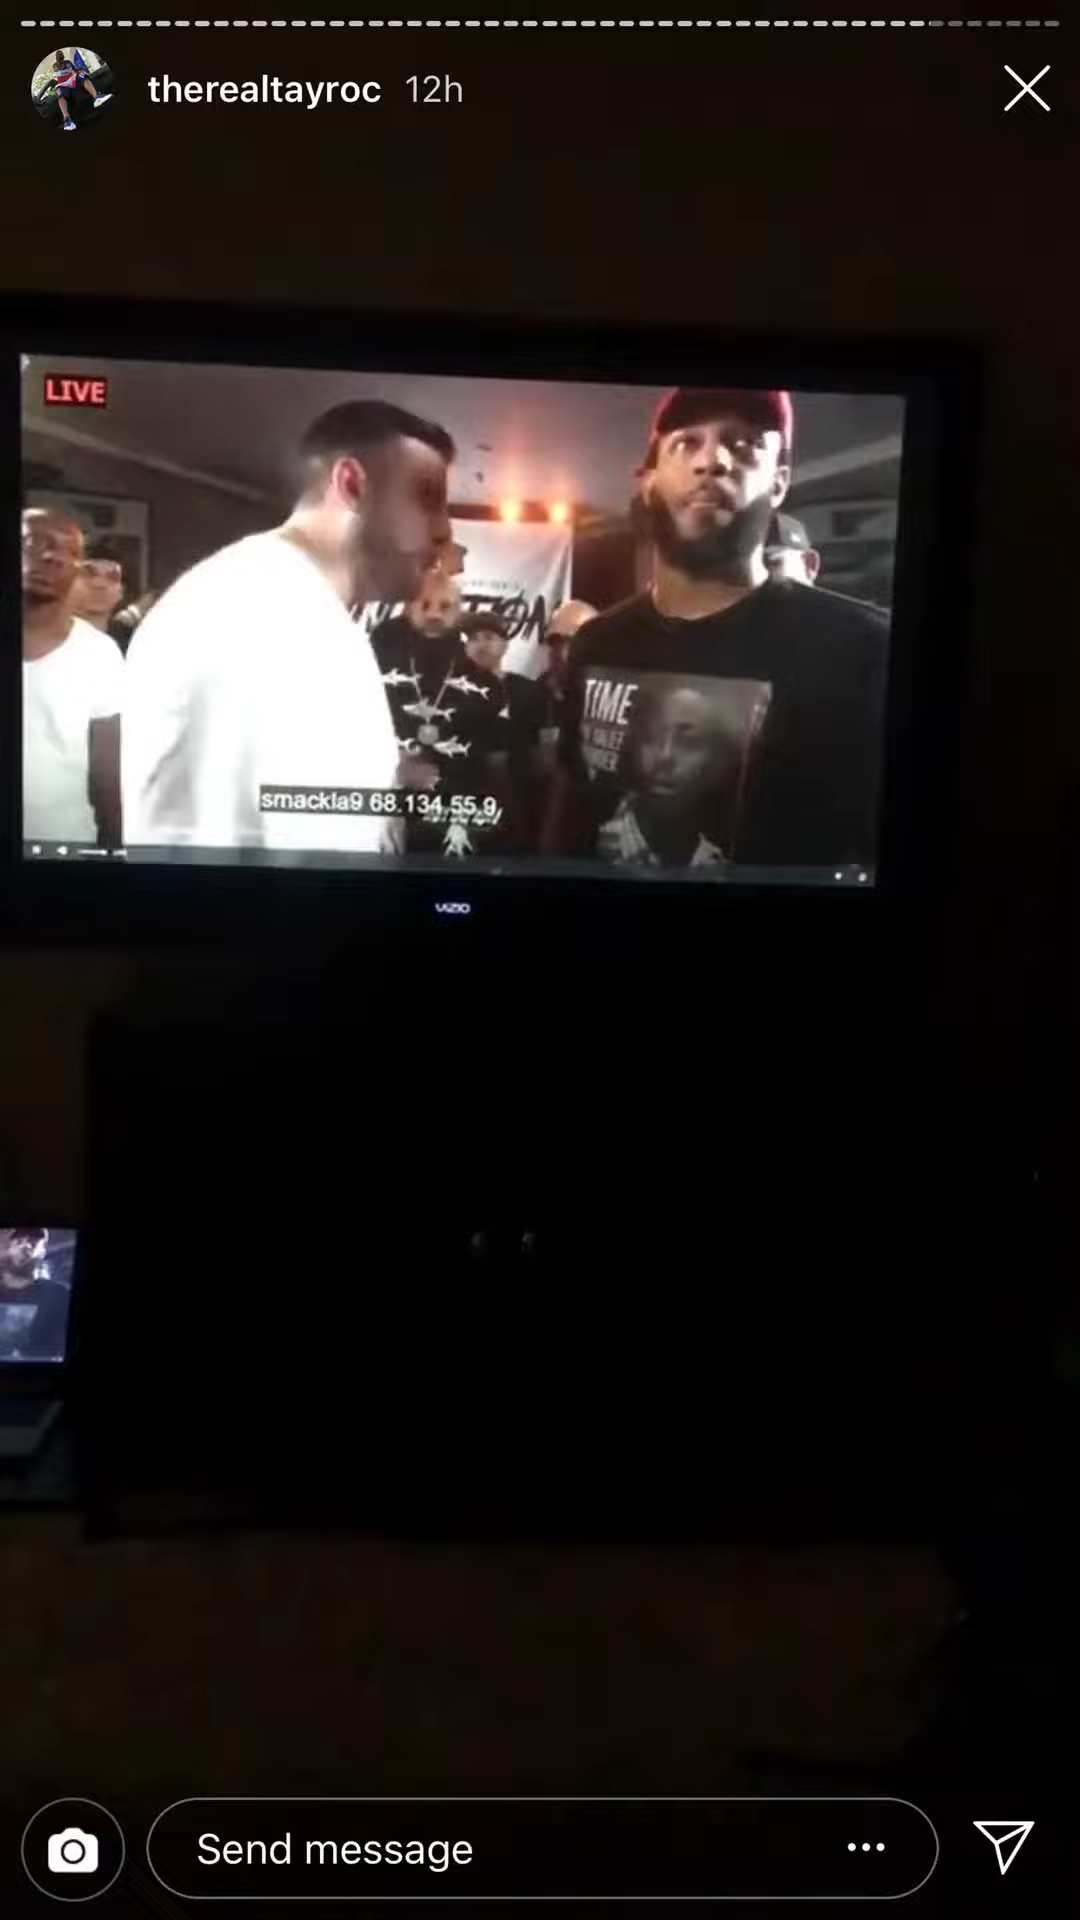 therealtayroc 12h
LIVE
TIME
smackla9 68.134.55.9
VIZIO
Send message